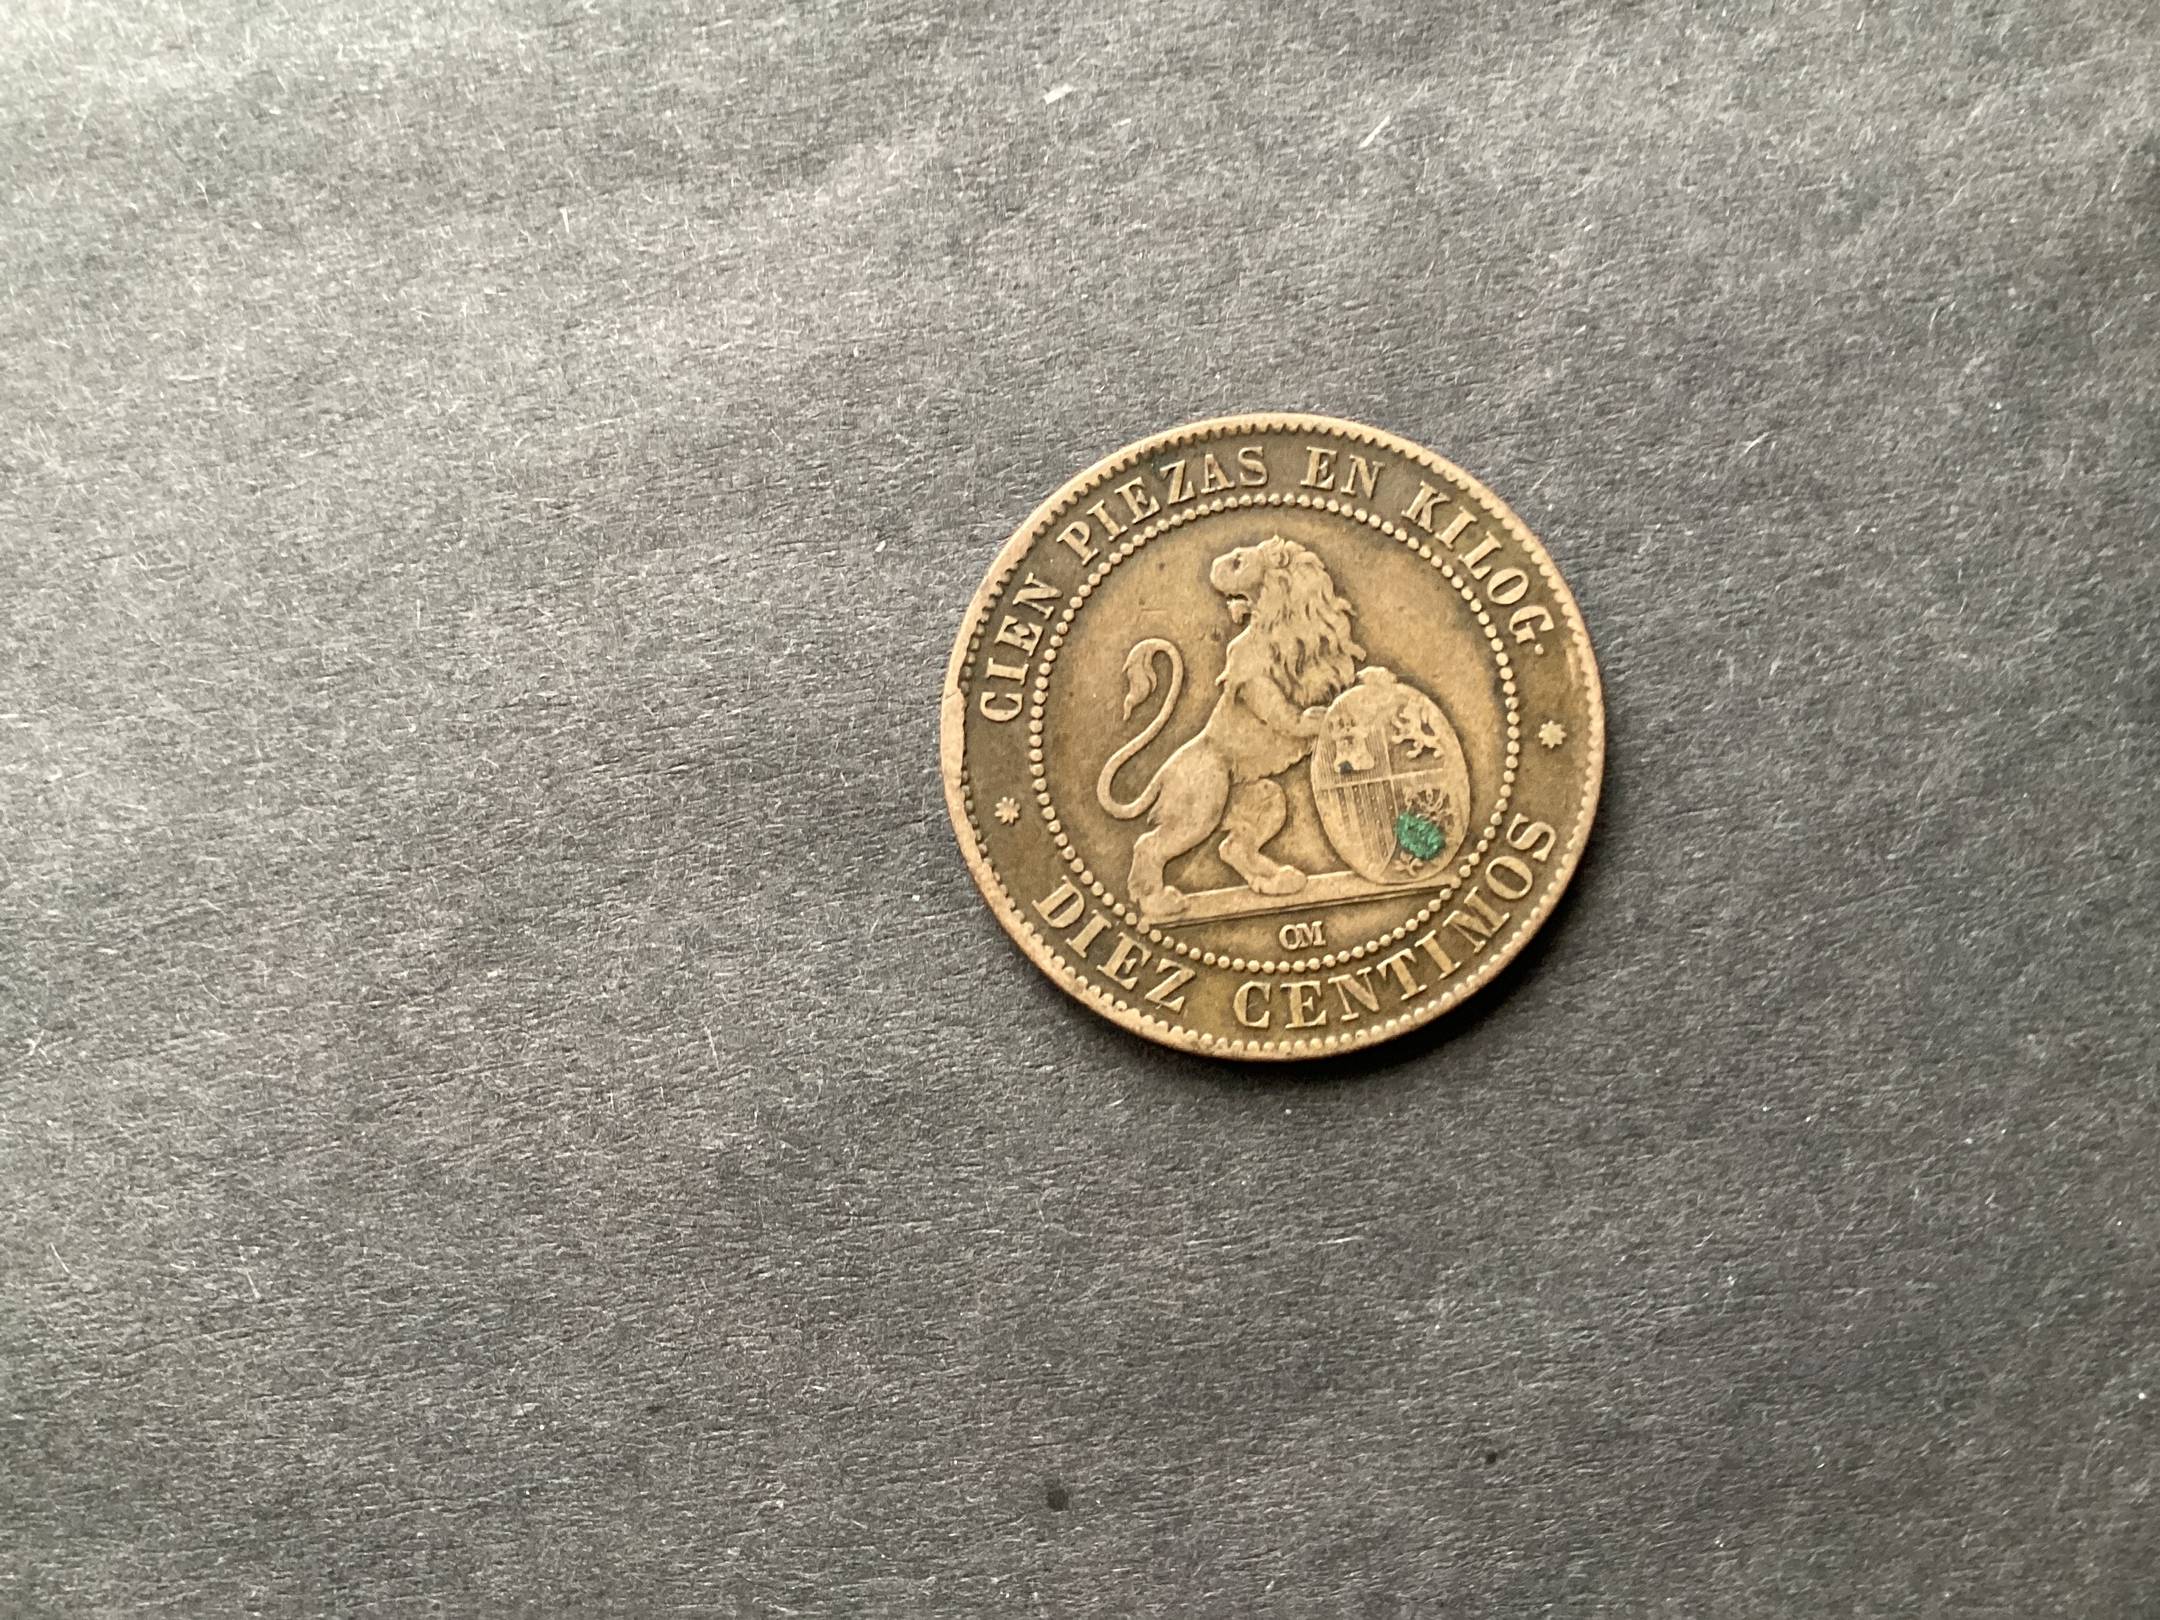 CIEN PIEZAS EN KILOG.
OM
DIEZ CENTIMOS